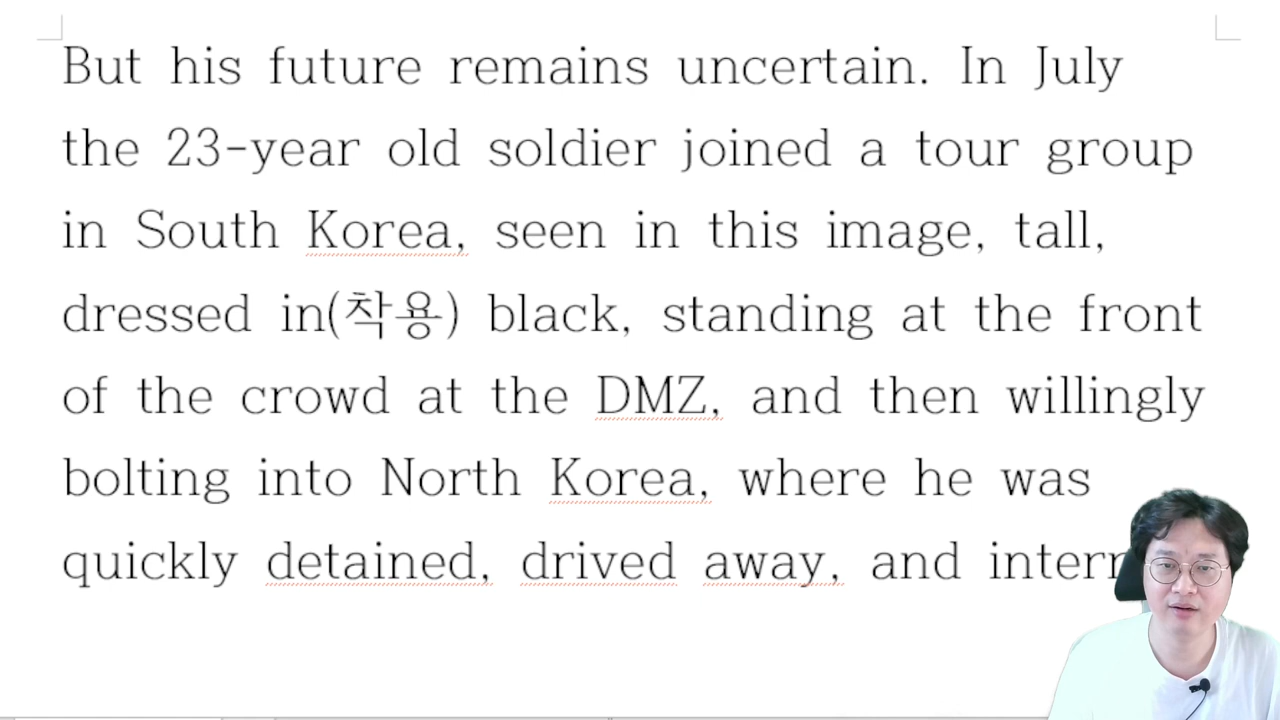 But his future remains uncertain. In July
the 23-year old soldier joined a tour group
in South Korea, seen in this image, tall,
dressed in(착용) black, standing at the front
of the crowd at the DMZ, and then willingly
bolting into North Korea, where he was
quickly detained, drived away, and